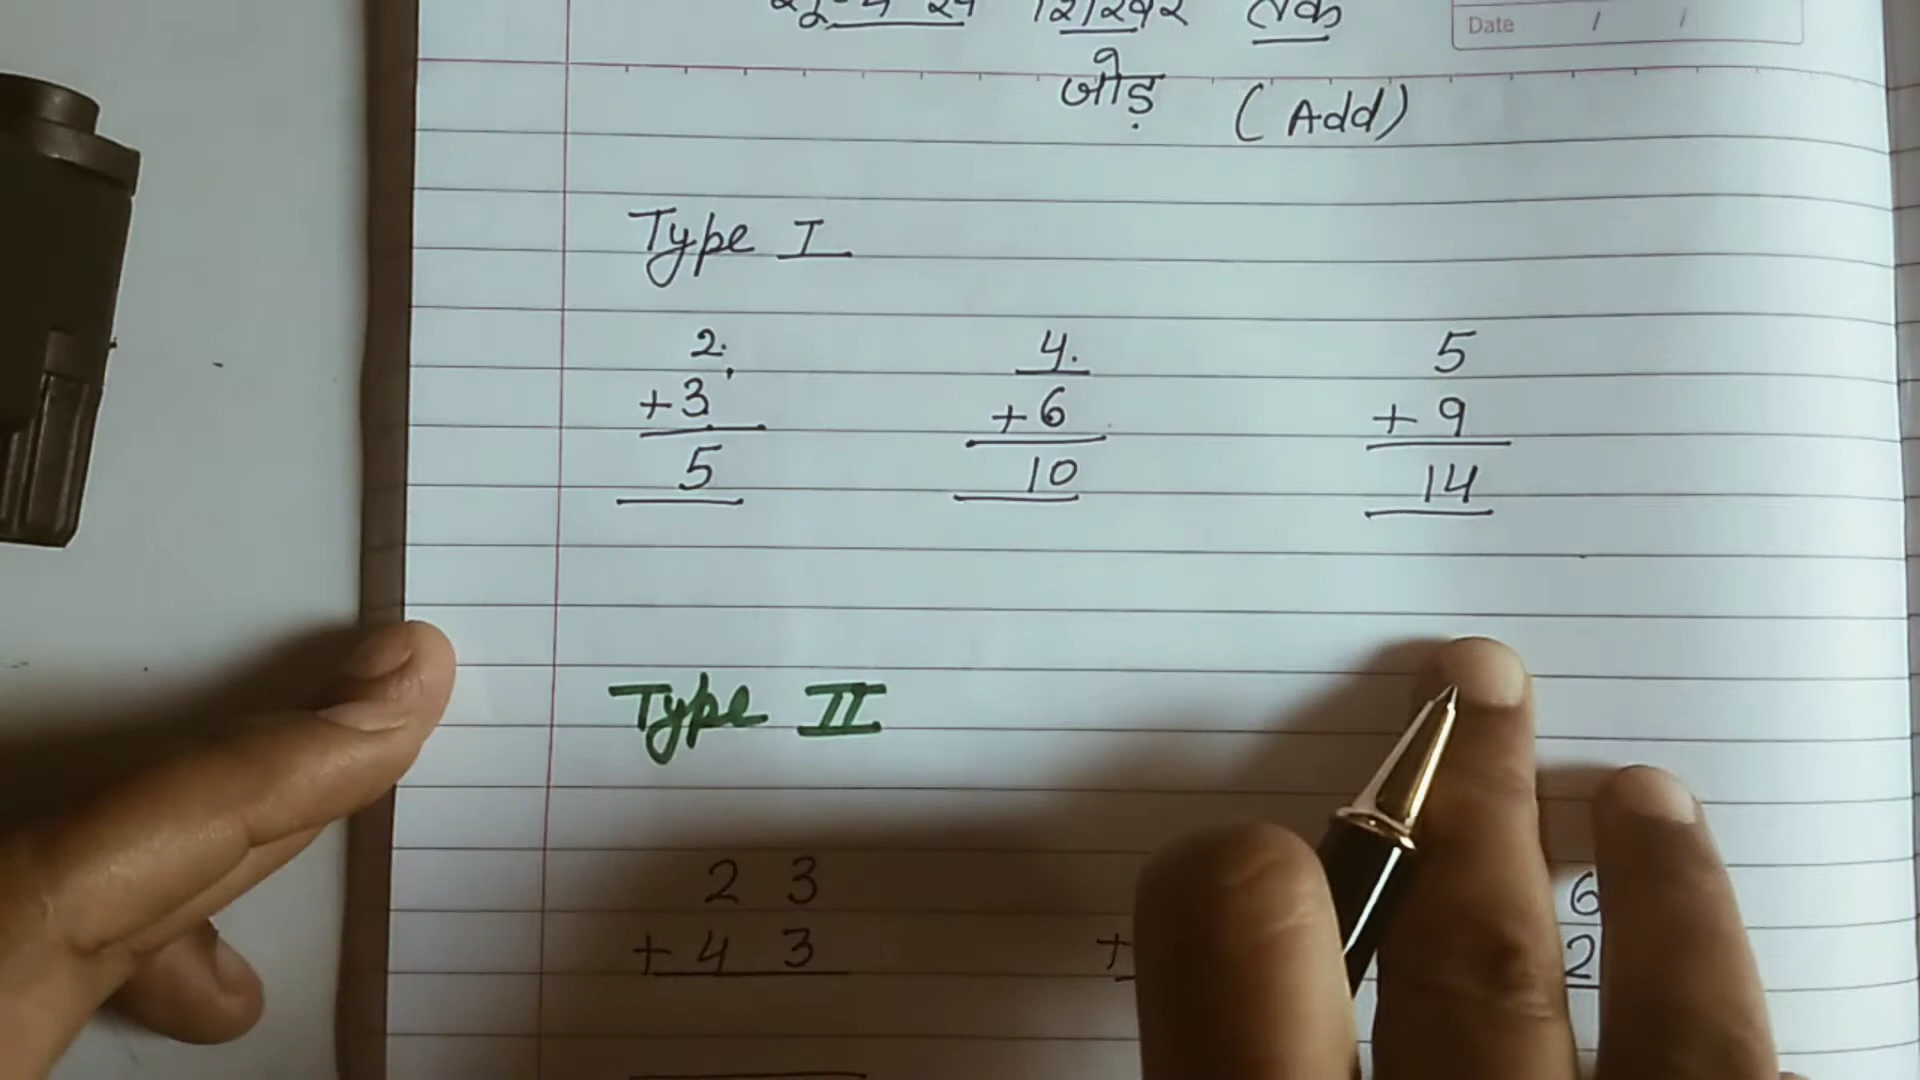 तक
Date / /
जोड़ (Add)
Type I
2. 4. 5
+3 +6 +9
5 10 14
Type II
2 3 6
+ 4 3 + 2